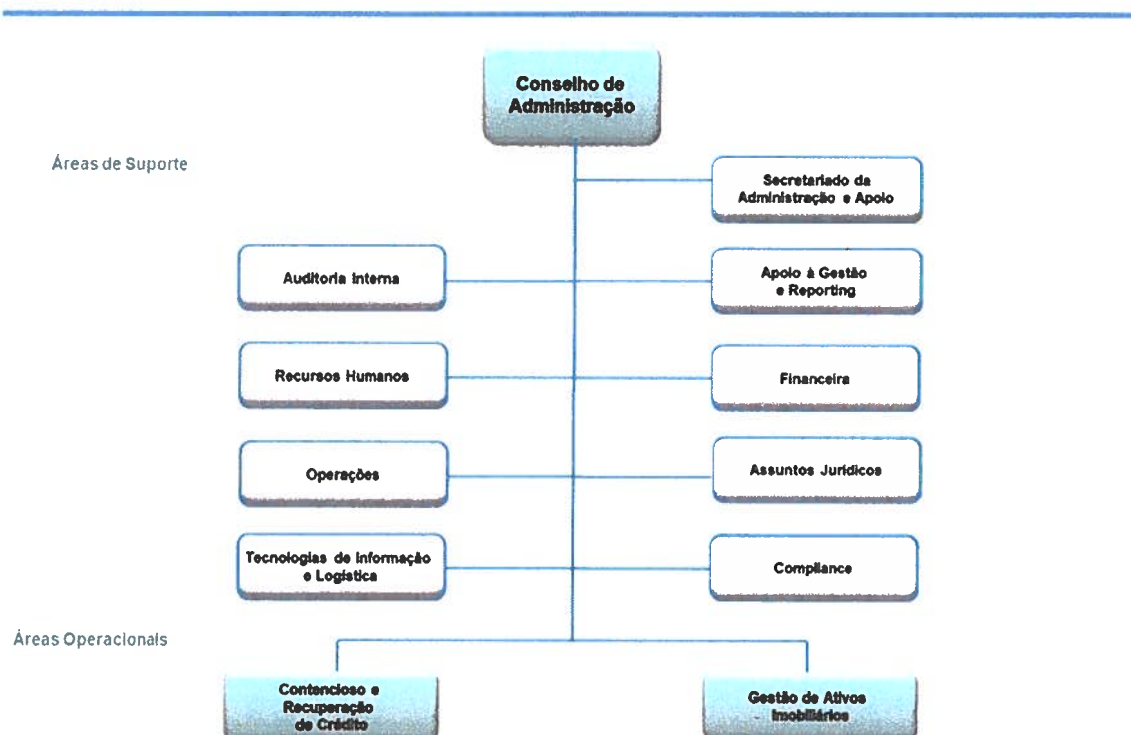 Conselho de
Administração
Áreas de Suporte
Secretariado da
Administração e Apoio
Auditoria Interna
Apoio à Gestão
e Reporting
Recursos Humanos
Financeira
Operações
Assuntos Jurídicos
Tecnologias de Informação
e Logística
Compliance
Áreas Operacionais
Contencioso e
Recuperação
de Crédito
Gestão de Ativos
Imobiliários